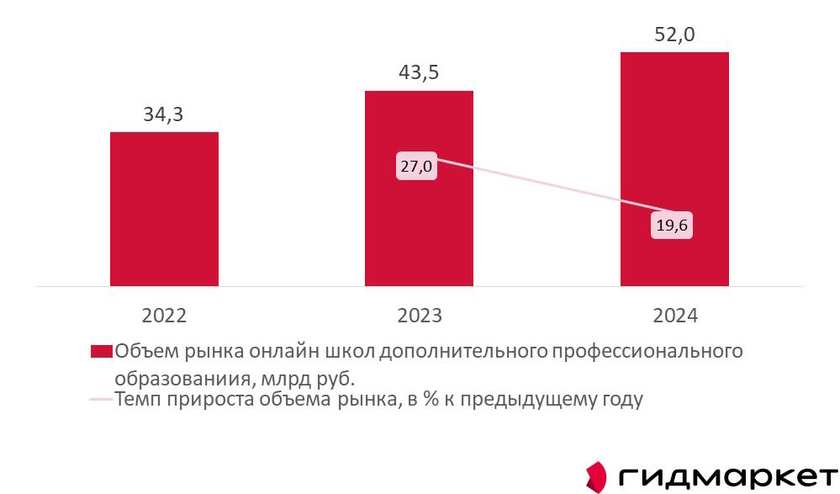 52,0
43,5
34,3
27,0
19,6
2022 2023 2024
Объем рынка онлайн школ дополнительного профессионального
образованиия, млрд руб.
Темп прироста объема рынка, в % к предыдущему году
гидмаркет